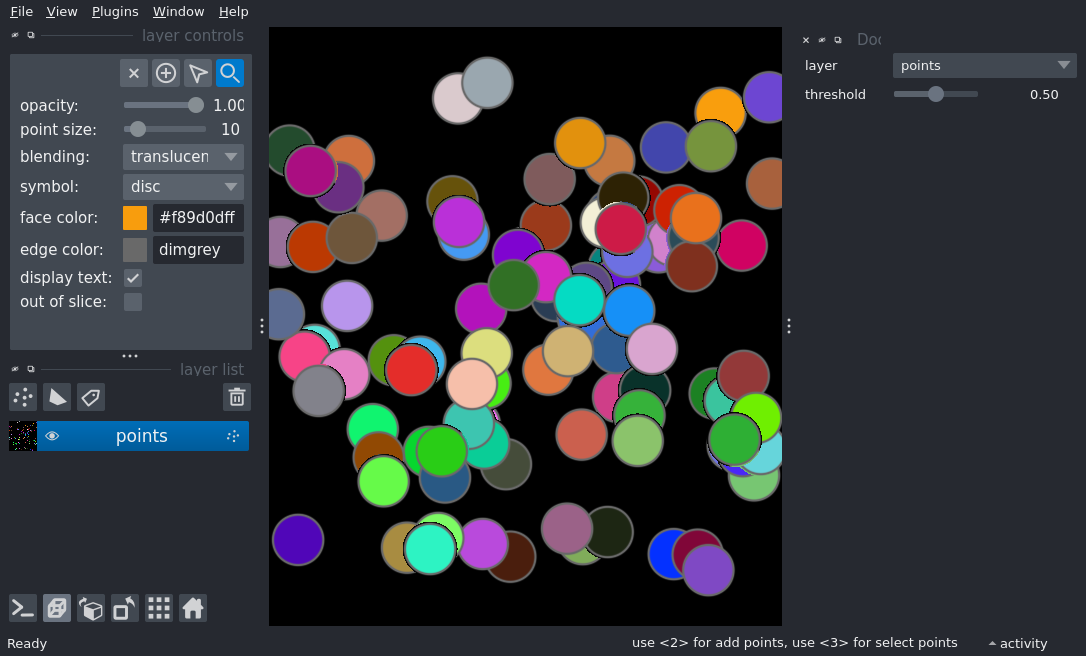 File View Plugins Window Help
layer controls
opacity: 1.00
point size: 10
blending: translucen
symbol: disc
face color: #f89d0dff
edge color: dimgrey
display text:
out of slice:
layer list
points
Doc
layer points
threshold 0.50
Ready
use <2> for add points, use <3> for select points
activity